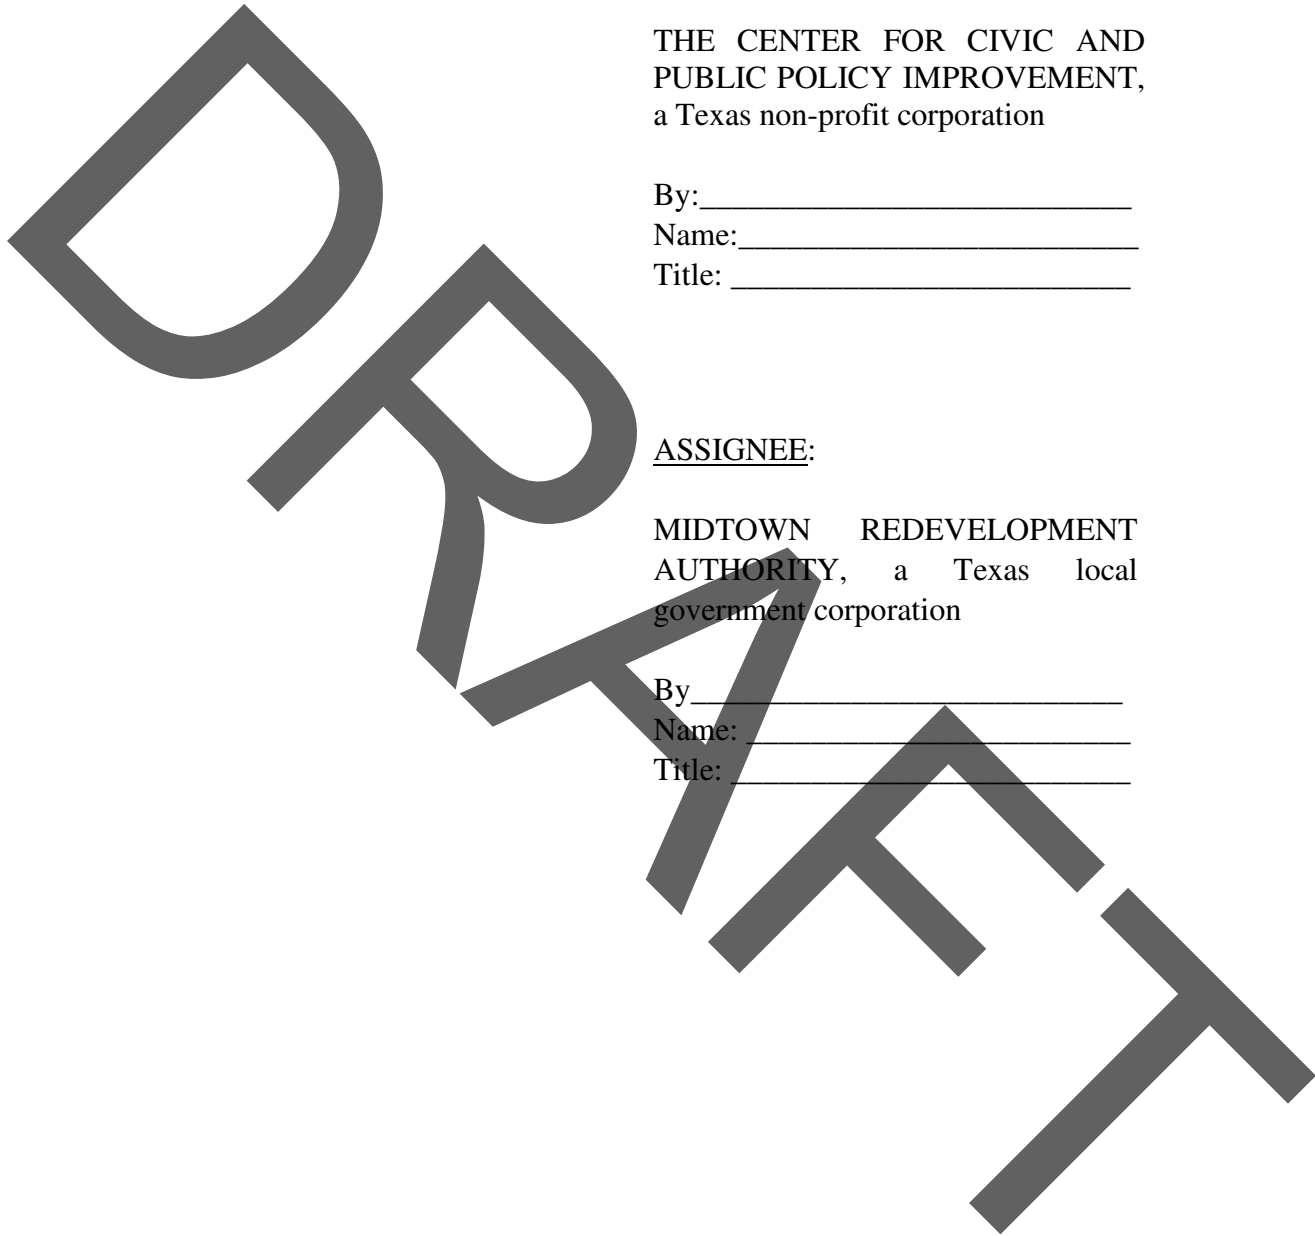 THE CENTER FOR CIVIC AND
PUBLIC POLICY IMPROVEMENT,
a Texas non-profit corporation
By:___________________________
Name:_________________________
Title: _________________________
ASSIGNEE:
MIDTOWN REDEVELOPMENT
AUTHORITY, a Texas local
government corporation
By___________________________
Name: ________________________
Title: _________________________
DRAFT